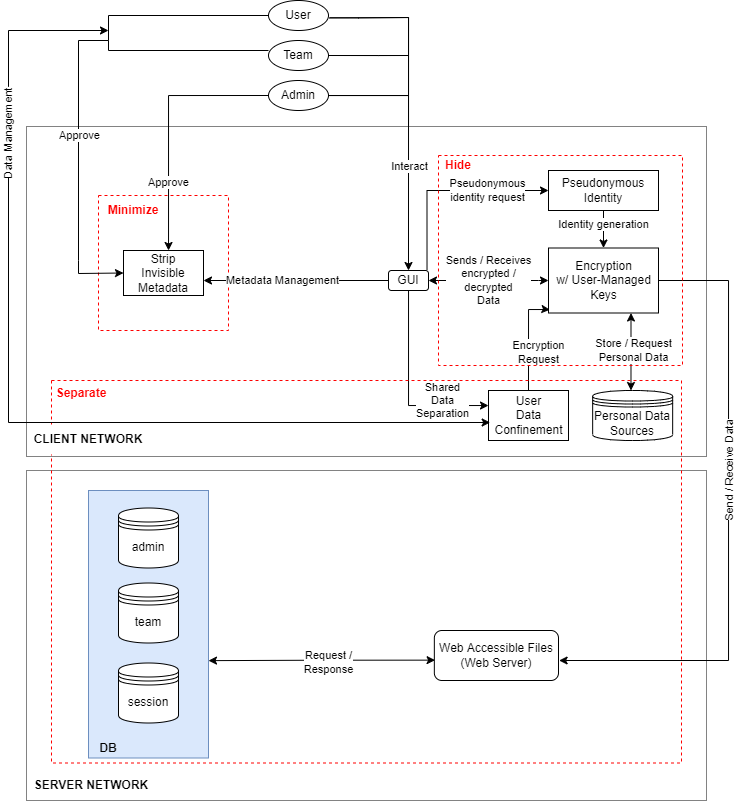 User
Team
Admin
Data Management
Approve
Approve
Interact
Hide
Pseudonymous
identity request
Pseudonymous
Identity
Identity generation
Minimize
Strip
Invisible
Metadata
Metadata Management
GUI
Sends / Receives
encrypted /
decrypted
Data
Encryption
w/ User-Managed
Keys
Encryption
Request
Store / Request
Personal Data
Separate
Shared
Data
Separation
User
Data
Confinement
Personal Data
Sources
CLIENT NETWORK
Send / Receive Data
admin
team
session
DB
Request /
Response
Web Accessible Files
(Web Server)
SERVER NETWORK